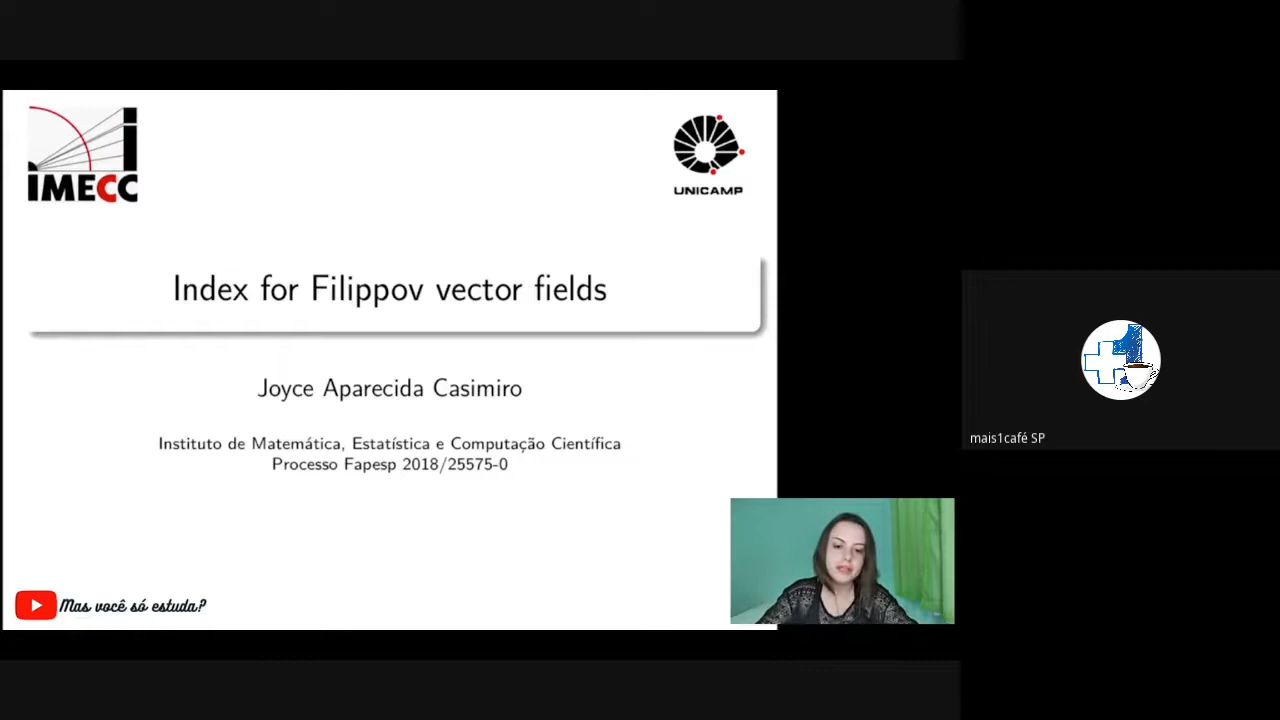 IMECC
UNICAMP
Index for Filippov vector fields
Joyce Aparecida Casimiro
Instituto de Matemática, Estatística e Computação Científica
Processo Fapesp 2018/25575-0
Mas você só estuda?
mais1café SP